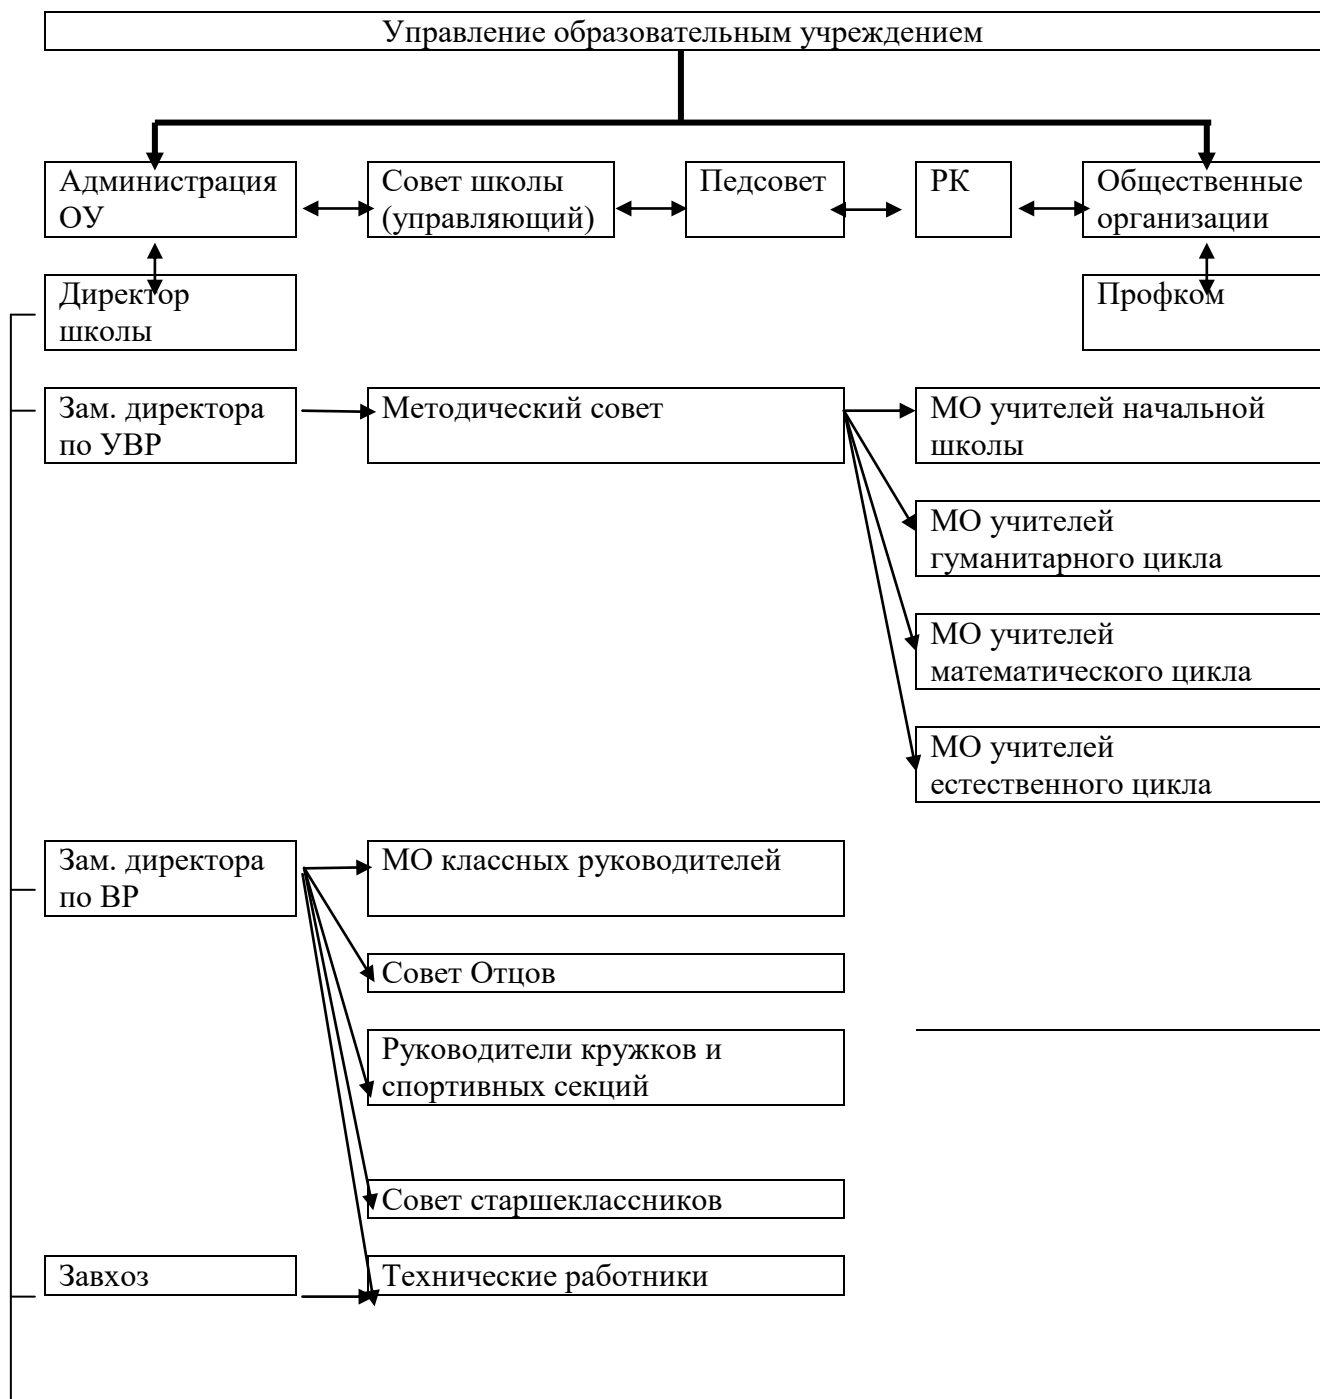 Управление образовательным учреждением
Администрация
ОУ
Совет школы
(управляющий)
Педсовет
РК
Общественные
организации
Директор
школы
Профком
Зам. директора
по УВР
Методический совет
МО учителей начальной
школы
МО учителей
гуманитарного цикла
МО учителей
математического цикла
МО учителей
естественного цикла
Зам. директора
по ВР
МО классных руководителей
Совет Отцов
Руководители кружков и
спортивных секций
Совет старшеклассников
Завхоз
Технические работники